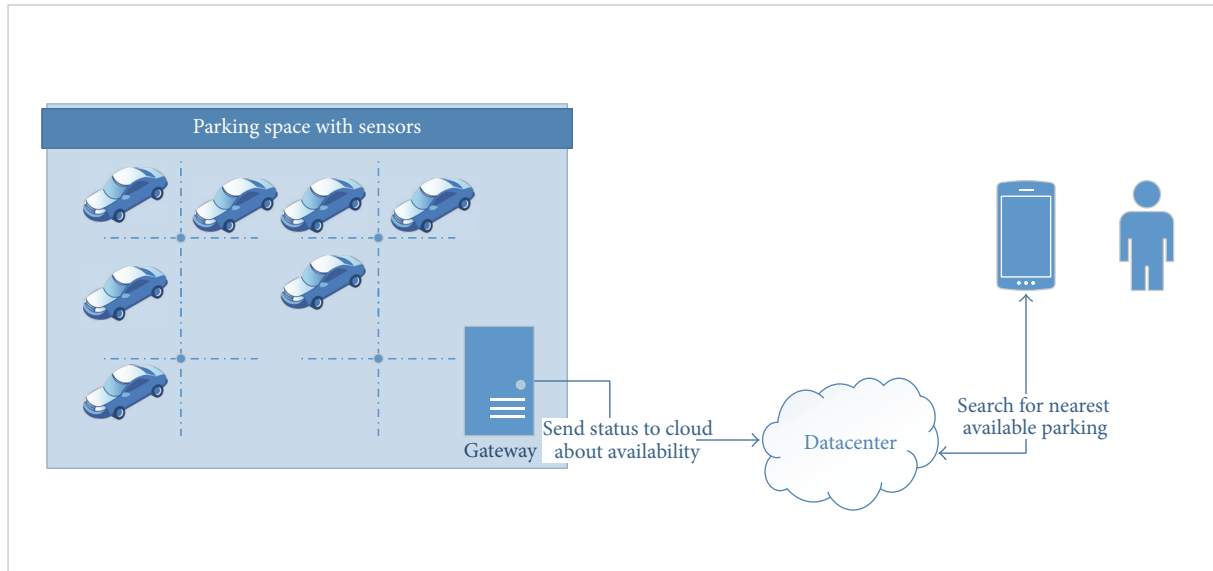 Parking space with sensors
Gateway
Send status to cloud
about availability
Datacenter
Search for nearest
available parking